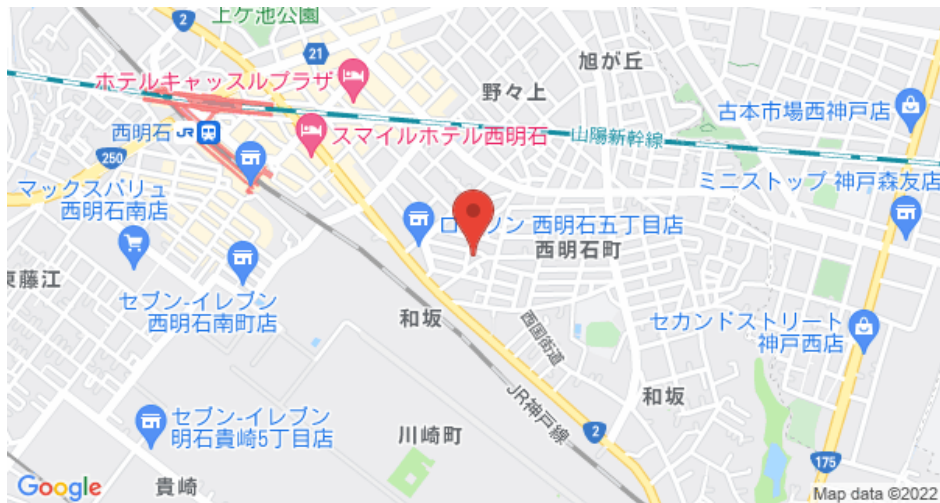 2
上ケ池公園
21
旭が丘
ホテルキャッスルプラザ
野々上
古本市場西神戸店
西明石
JR
スマイルホテル西明石
山陽新幹線
250
マックスバリュ
西明石南店
ミニストップ 神戸森友店
ロ
ソン 西明石五丁目店
西明石町
東藤江
セブン-イレブン
西明石南町店
和坂
西国街道
セカンドストリート
神戸西店
JR神戸線
和坂
セブン-イレブン
明石貴崎5丁目店
川崎町
2
175
貴崎
Google
Map data ©2022